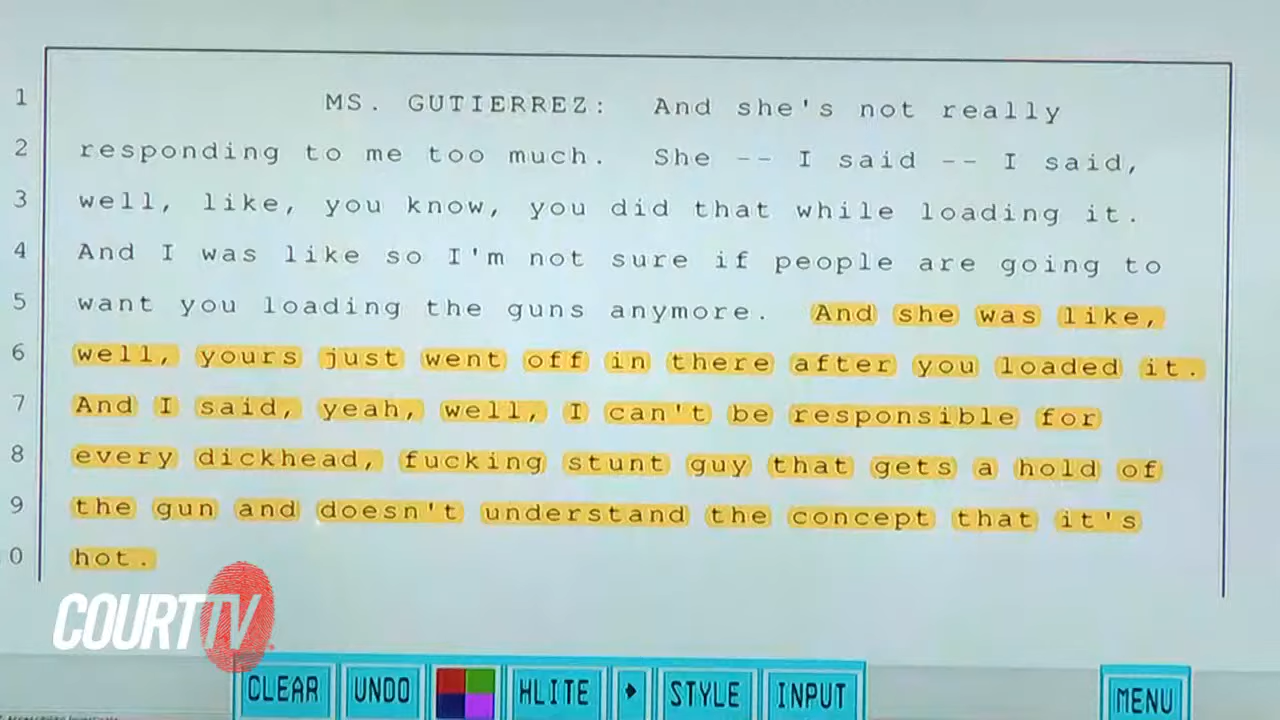 1 MS. GUTIERREZ: And she's not really
2 responding to me too much. She -- I said -- I said,
3 well, like, you know, you did that while loading it.
4 And I was like so I'm not sure if people are going to
5 want you loading the guns anymore. And she was like,
6 well, yours just went off in there after you loaded it.
7 And I said, yeah, well, I can't be responsible for
8 every dickhead, fucking stunt guy that gets a hold of
9 the gun and doesn't understand the concept that it's
0 hot.
COURT TV
CLEAR UNDO HLITE STYLE INPUT MENU